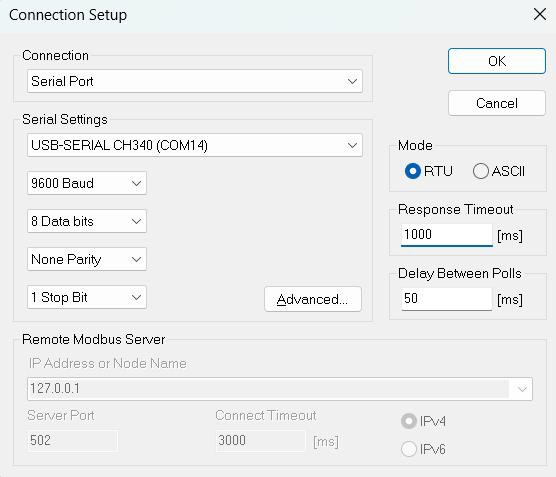 Connection Setup
Connection
OK
Serial Port
Cancel
Serial Settings
USB-SERIAL CH340 (COM14)
Mode
RTU
ASCII
9600 Baud
8 Data bits
Response Timeout
1000 [ms]
None Parity
Delay Between Polls
1 Stop Bit
Advanced...
50 [ms]
Remote Modbus Server
IP Address or Node Name
127.0.0.1
Server Port
Connect Timeout
502
3000 [ms]
IPv4
IPv6